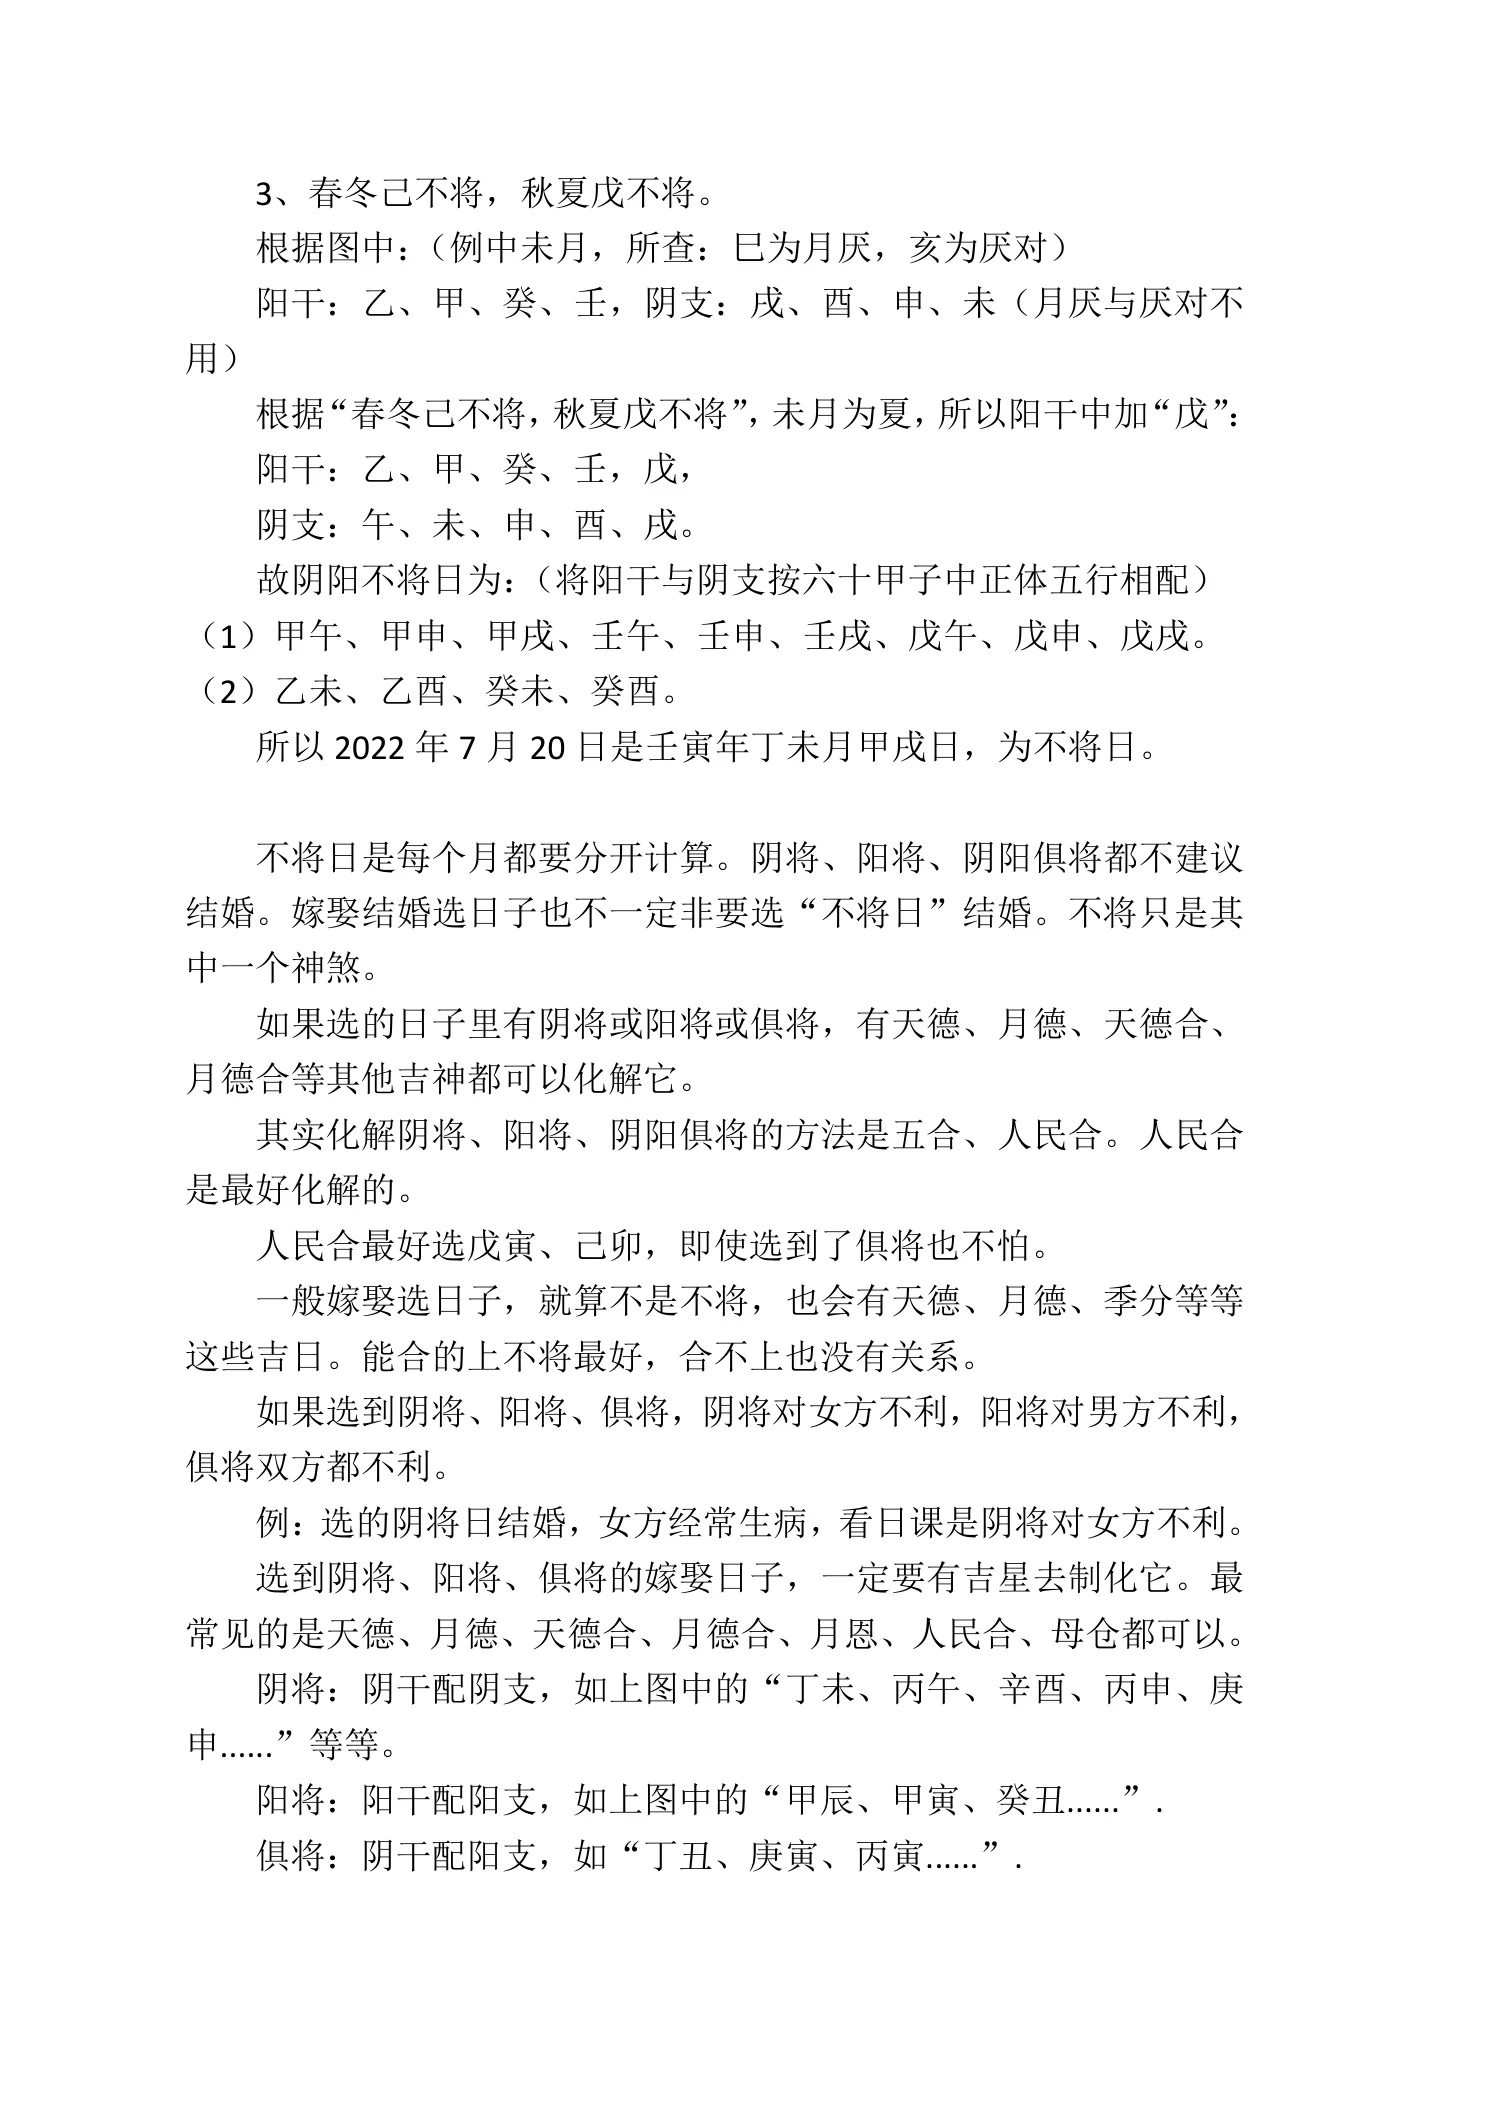 3、春冬己不将，秋夏戊不将。
根据图中：（例中未月，所查：巳为月厌，亥为厌对）
阳干：乙、甲、癸、壬，阴支：戌、酉、申、未（月厌与厌对不
用）
根据“春冬己不将，秋夏戊不将”，未月为夏，所以阳干中加“戊”：
阳干：乙、甲、癸、壬，戊，
阴支：午、未、申、酉、戌。
故阴阳不将日为：（将阳干与阴支按六十甲子中正体五行相配）
（1）甲午、甲申、甲戌、壬午、壬申、壬戌、戊午、戊申、戊戌。
（2）乙未、乙酉、癸未、癸酉。
所以 2022 年 7 月 20 日是壬寅年丁未月甲戌日，为不将日。
不将日是每个月都要分开计算。阴将、阳将、阴阳俱将都不建议
结婚。嫁娶结婚选日子也不一定非要选“不将日”结婚。不将只是其
中一个神煞。
如果选的日子里有阴将或阳将或俱将，有天德、月德、天德合、
月德合等其他吉神都可以化解它。
其实化解阴将、阳将、阴阳俱将的方法是五合、人民合。人民合
是最好化解的。
人民合最好选戊寅、己卯，即使选到了俱将也不怕。
一般嫁娶选日子，就算不是不将，也会有天德、月德、季分等等
这些吉日。能合的上不将最好，合不上也没有关系。
如果选到阴将、阳将、俱将，阴将对女方不利，阳将对男方不利，
俱将双方都不利。
例：选的阴将日结婚，女方经常生病，看日课是阴将对女方不利。
选到阴将、阳将、俱将的嫁娶日子，一定要有吉星去制化它。最
常见的是天德、月德、天德合、月德合、月恩、人民合、母仓都可以。
阴将：阴干配阴支，如上图中的“丁未、丙午、辛酉、丙申、庚
申......”等等。
阳将：阳干配阳支，如上图中的“甲辰、甲寅、癸丑......”.
俱将：阴干配阳支，如“丁丑、庚寅、丙寅......”.